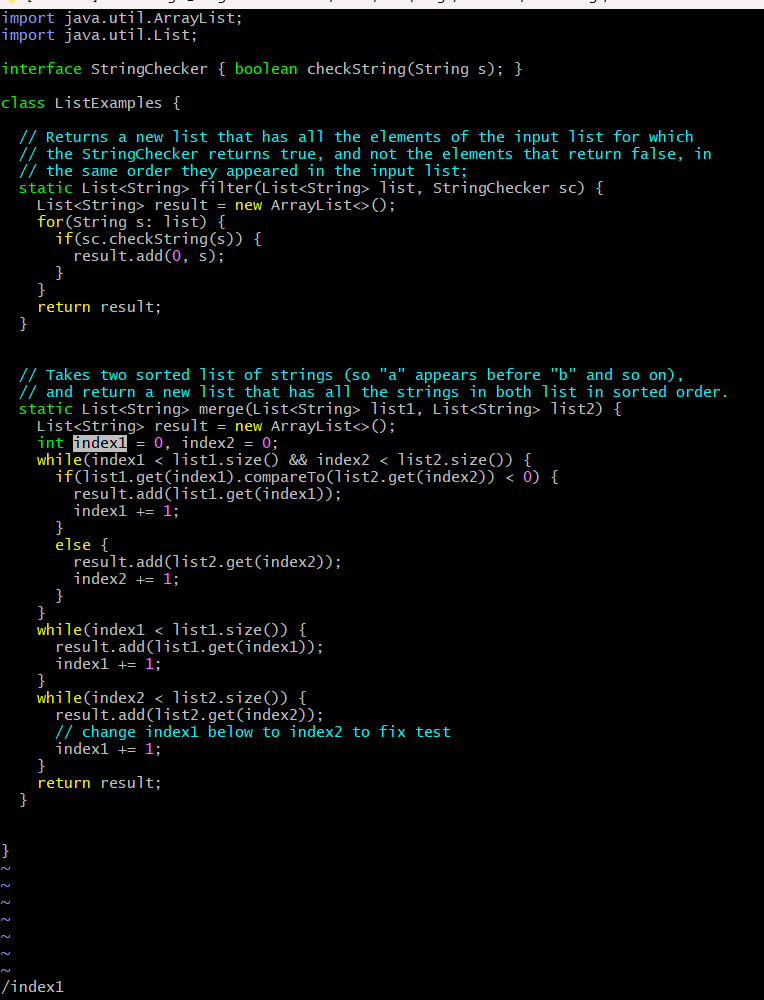 import java.util.ArrayList;
import java.util.List;

interface StringChecker { boolean checkString(String s); }

class ListExamples {

  // Returns a new list that has all the elements of the input list for which
  // the StringChecker returns true, and not the elements that return false, in
  // the same order they appeared in the input list;
  static List<String> filter(List<String> list, StringChecker sc) {
    List<String> result = new ArrayList<>();
    for(String s: list) {
      if(sc.checkString(s)) {
        result.add(0, s);
      }
    }
    return result;
  }


  // Takes two sorted list of strings (so "a" appears before "b" and so on),
  // and return a new list that has all the strings in both list in sorted order.
  static List<String> merge(List<String> list1, List<String> list2) {
    List<String> result = new ArrayList<>();
    int index1 = 0, index2 = 0;
    while(index1 < list1.size() && index2 < list2.size()) {
      if(list1.get(index1).compareTo(list2.get(index2)) < 0) {
        result.add(list1.get(index1));
        index1 += 1;
      }
      else {
        result.add(list2.get(index2));
        index2 += 1;
      }
    }
    while(index1 < list1.size()) {
      result.add(list1.get(index1));
      index1 += 1;
    }
    while(index2 < list2.size()) {
      result.add(list2.get(index2));
      // change index1 below to index2 to fix test
      index1 += 1;
    }
    return result;
  }


}
~
~
~
~
~
~
~
/index1